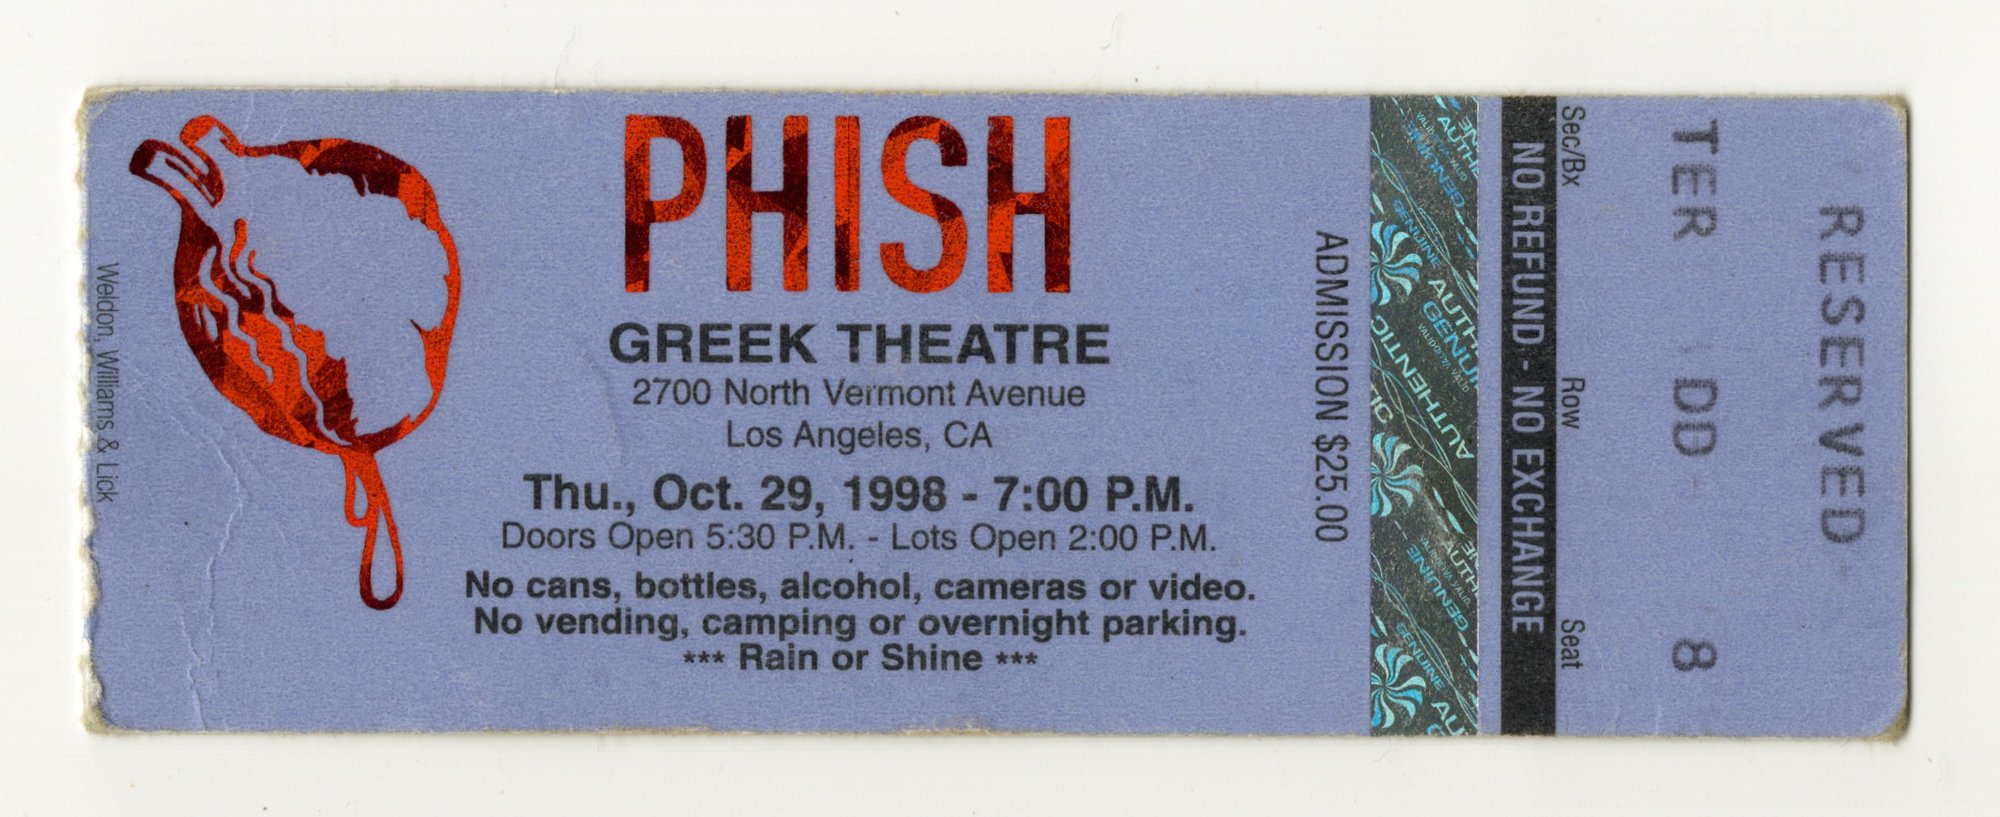 PHISH
GREEK THEATRE
2700 North Vermont Avenue
Los Angeles, CA
Thu., Oct. 29, 1998 - 7:00 P.M.
Doors Open 5:30 P.M. - Lots Open 2:00 P.M.
No cans, bottles, alcohol, cameras or video.
No vending, camping or overnight parking.
*** Rain or Shine ***
Weldon, Williams & Lick
ADMISSION $25.00
AUTHENTIC
GENUINE
NO REFUND - NO EXCHANGE
Sec/Bx Row Seat
TER DD 8
RESERVED